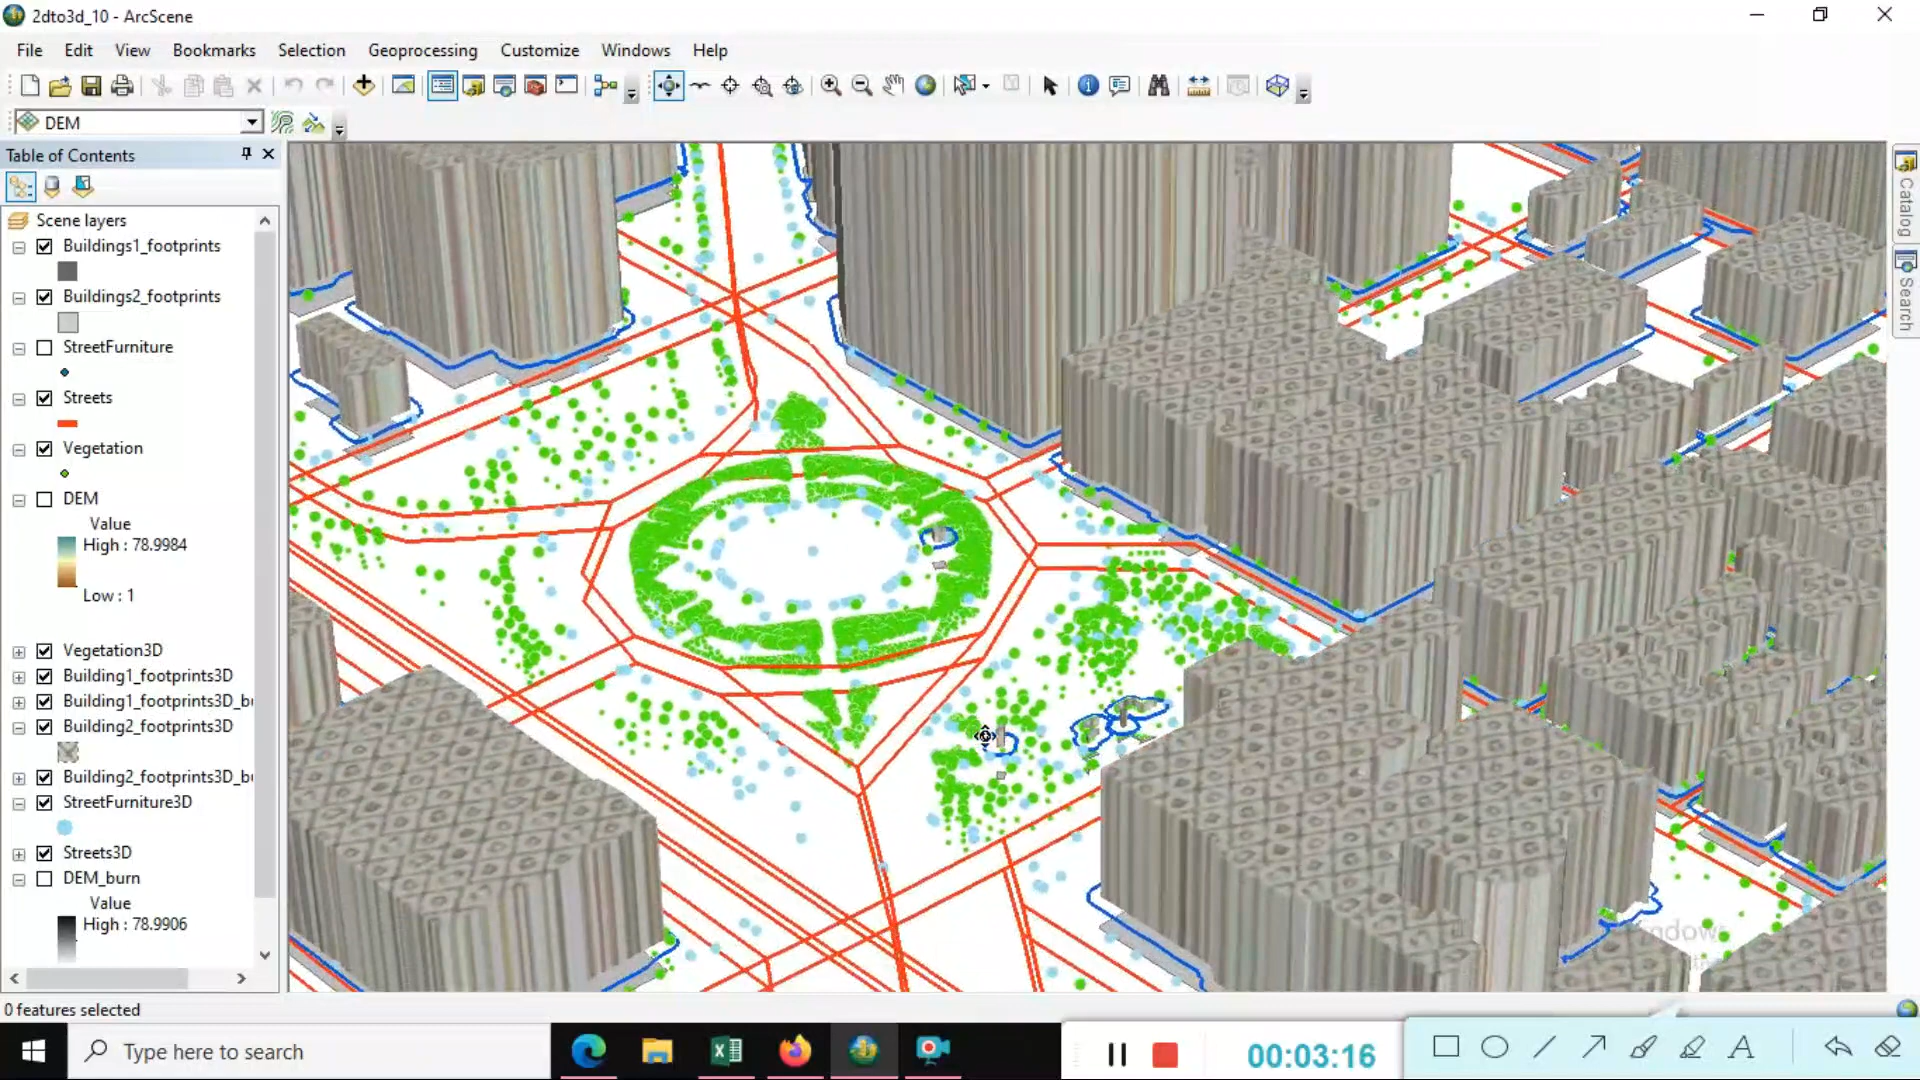 2dto3d_10 - ArcScene
File Edit View Bookmarks Selection Geoprocessing Customize Windows Help
DEM
Table of Contents
Scene layers
Buildings1_footprints
Buildings2_footprints
StreetFurniture
Streets
Vegetation
DEM
Value
High : 78.9984
Low : 1
Vegetation3D
Building1_footprints3D
Building1_footprints3D_bu
Building2_footprints3D
Building2_footprints3D_bu
StreetFurniture3D
Streets3D
DEM_burn
Value
High : 78.9906
Catalog
Search
0 features selected
Type here to search
00:03:16